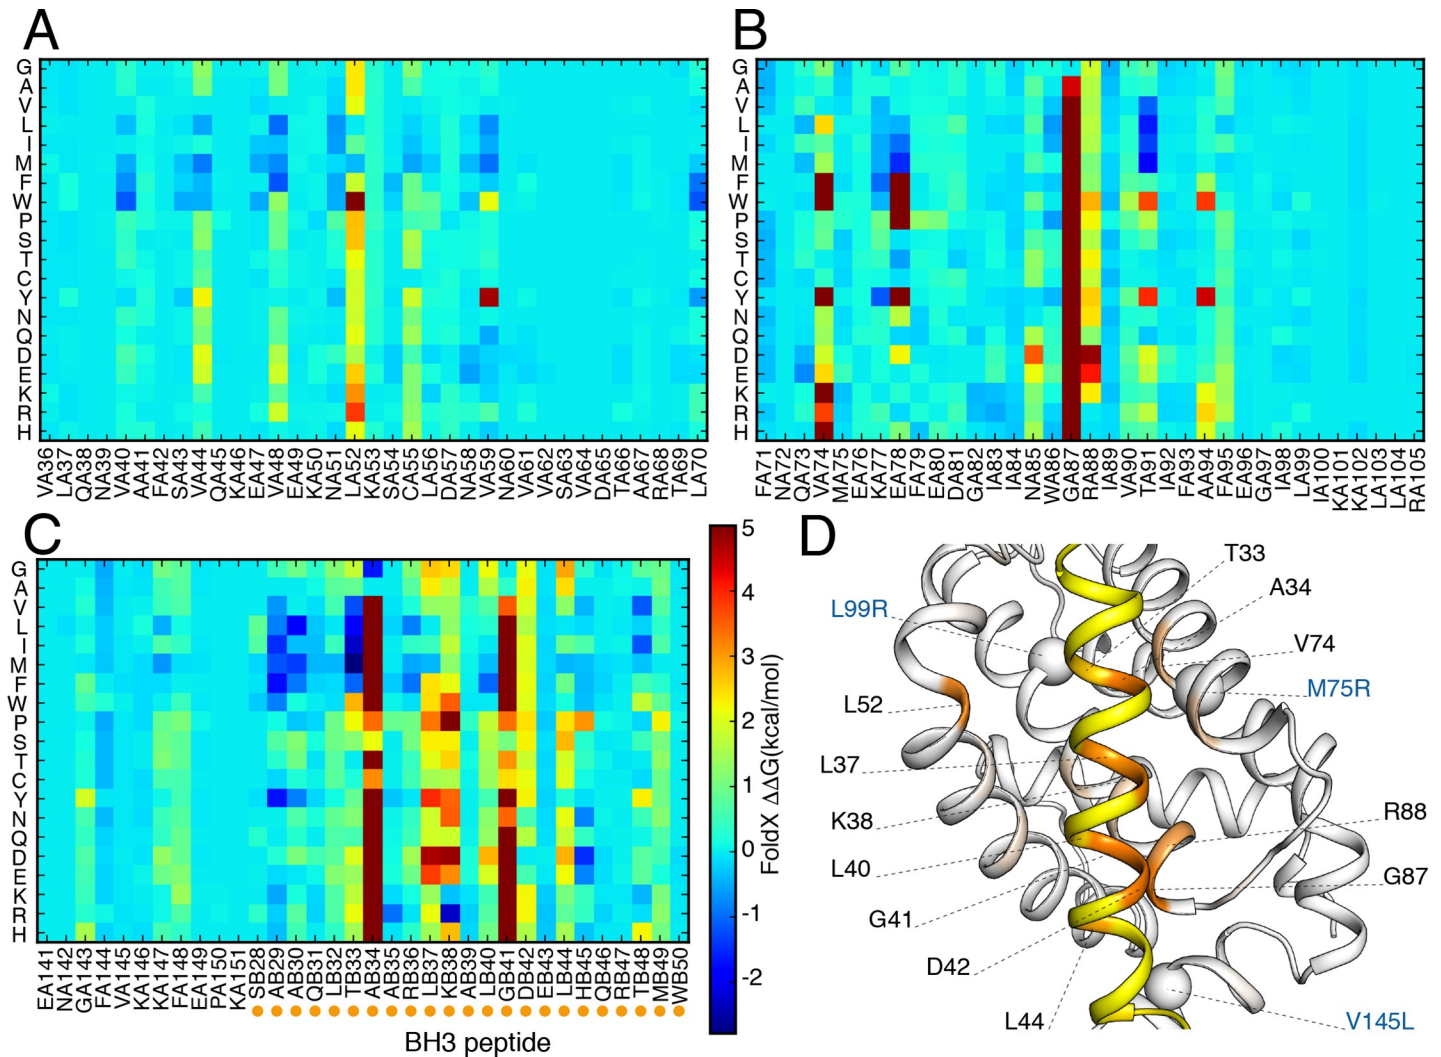 A
G
A
V
L
I
M
F
W
P
S
T
C
Y
N
Q
D
E
K
R
H
VA36
LA37
QA38
NA39
VA40
AA41
FA42
SA43
VA44
QA45
KA46
EA47
VA48
EA49
KA50
NA51
LA52
KA53
SA54
CA55
LA56
DA57
NA58
VA59
NA60
VA61
VA62
SA63
VA64
DA65
TA66
AA67
RA68
TA69
LA70
B
G
A
V
L
I
M
F
W
P
S
T
C
Y
N
Q
D
E
K
R
H
FA71
NA72
QA73
VA74
MA75
EA76
KA77
EA78
FA79
EA80
DA81
GA82
IA83
IA84
NA85
WA86
GA87
RA88
IA89
VA90
TA91
IA92
FA93
AA94
FA95
EA96
GA97
IA98
LA99
IA100
KA101
KA102
LA103
LA104
RA105
C
G
A
V
L
I
M
F
W
P
S
T
C
Y
N
Q
D
E
K
R
H
EA141
NA142
GA143
FA144
VA145
KA146
KA147
FA148
EA149
PA150
KA151
SB28
AB29
AB30
QB31
LB32
TB33
AB34
AB35
RB36
LB37
KB38
AB39
LB40
GB41
DB42
EB43
LB44
HB45
QB46
RB47
TB48
MB49
WB50
BH3 peptide
5
4
3
2
1
0
-1
-2
FoldX ΔΔG(kcal/mol)
D
T33
A34
L99R
V74
M75R
L52
L37
K38
R88
L40
G87
G41
D42
L44
V145L